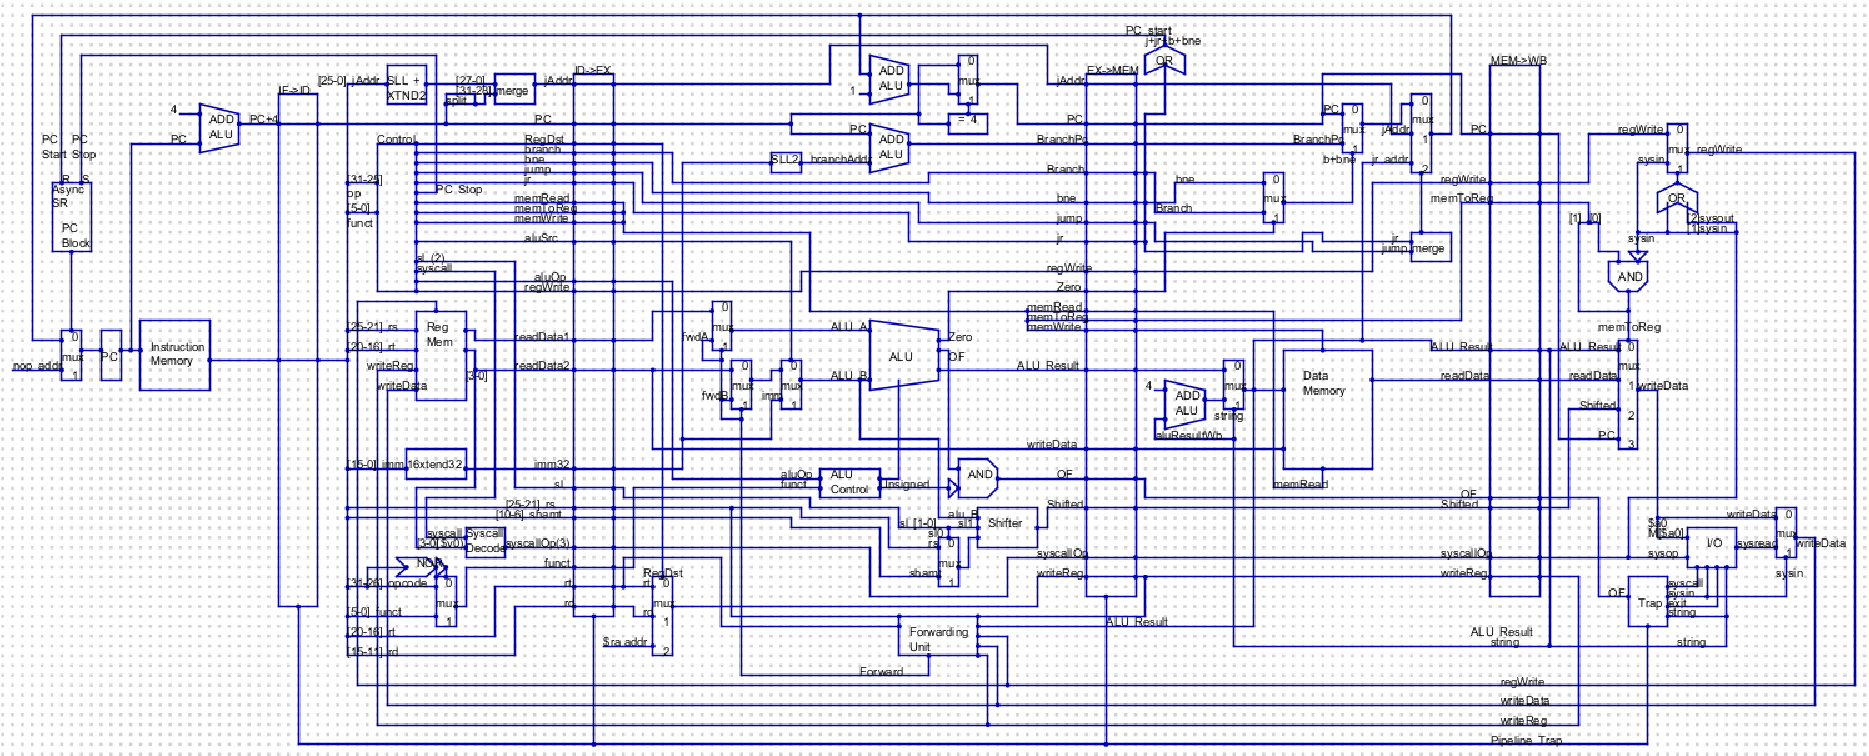 PC_start
j+jr+b+bne
OR
ID->EX
EX->MEM
MEM->WB
IF->ID
[25-0] jAddr
SLL +
XTND2
[27-0]
[31-28]
split
merge
jAddr
ADD
ALU
0
mux
1
1
= 4
jAddr
PC
0
mux
1
jAddr
0
mux
1
2
jr_addr
4
ADD
ALU
PC
PC+4
PC
PC
ADD
ALU
PC
BranchPc
BranchPc
b+bne
PC
regWrite
0
mux
1
regWrite
sysin
PC
Start
PC
Stop
R
S
Async
SR
PC
Block
Control
RegDst
branch
bne
jump
jr
PC_Stop
memRead
memToReg
memWrite
aluSrc
sl_(2)
syscall
aluOp
regWrite
SLL2
branchAddr
Branch
bne
jump
jr
regWrite
Zero
memRead
memToReg
memWrite
bne
Branch
0
mux
1
jr
jump
merge
regWrite
memToReg
OR
[2]sysout
[1]sysin
[1]
[0]
sysin
AND
memToReg
[31-25]
op
[5-0]
funct
[25-21] rs
[20-16] rt
writeReg
writeData
Reg
Mem
[3-0]
readData1
readData2
0
mux
1
fwdA
ALU_A
0
mux
1
fwdB
0
mux
1
imm
ALU_B
ALU
Zero
OF
ALU_Result
0
mux
1
string
4
ADD
ALU
aluResultWb
Data
Memory
ALU_Result
readData
ALU_Result
readData
Shifted
PC
0
mux
1
2
3
writeData
nop_addr
0
mux
1
PC
Instruction
Memory
writeData
memRead
[15-0] imm
16xtend32
imm32
sl
[25-21]_rs
[10-6]_shamt
aluOp
funct
ALU
Control
Unsigned
AND
OF
OF
Shifted
Shifted
sl_[1-0]
alu_B
sl1
sl0
rs
0
mux
1
shamt
Shifter
syscall
[3-0]($v0)
Syscall
Decode
syscallOp(3)
syscallOp
syscallOp
NOR
[31-26] opcode
[5-0]_funct
[20-16] rt
[15-11] rd
0
mux
1
funct
rt
rd
RegDst
rt
rd
0
mux
1
2
$ra addr
writeReg
writeReg
$a0
M[$a0]
sysop
I/O
sysread
writeData
0
mux
1
writeData
sysin
OF
Trap
syscall
sysin
exit
string
ALU_Result
Forwarding
Unit
Forward
ALU_Result
string
string
regWrite
writeData
writeReg
Pipeline_Trap